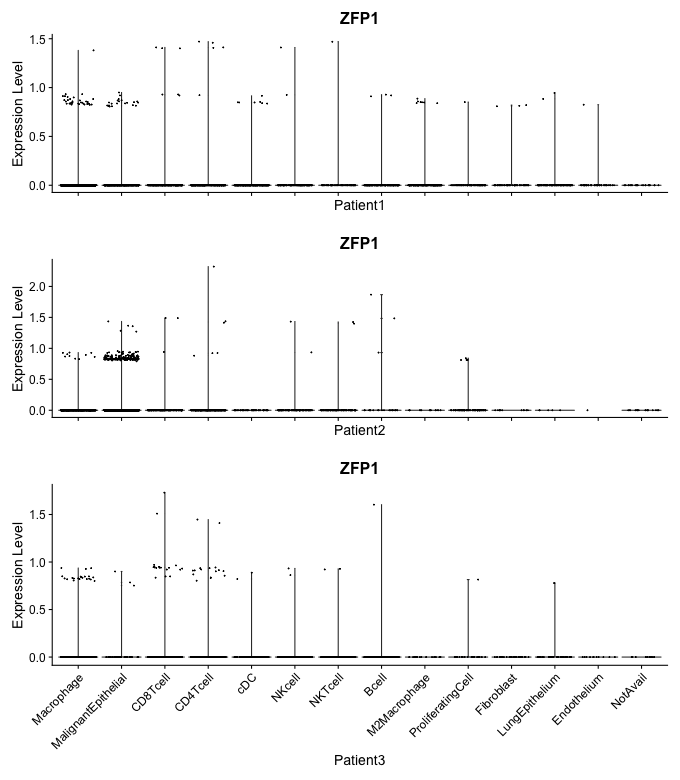 ZFP1
Expression Level
1.5
1.0
0.5
0.0
Patient1
ZFP1
Expression Level
2.0
1.5
1.0
0.5
0.0
Patient2
ZFP1
Expression Level
1.5
1.0
0.5
0.0
Macrophage
MalignantEpithelial
CD8Tcell
CD4Tcell
cDC
NKcell
NKTcell
Bcell
M2Macrophage
ProliferatingCell
Fibroblast
LungEpithelium
Endothelium
NotAvail
Patient3